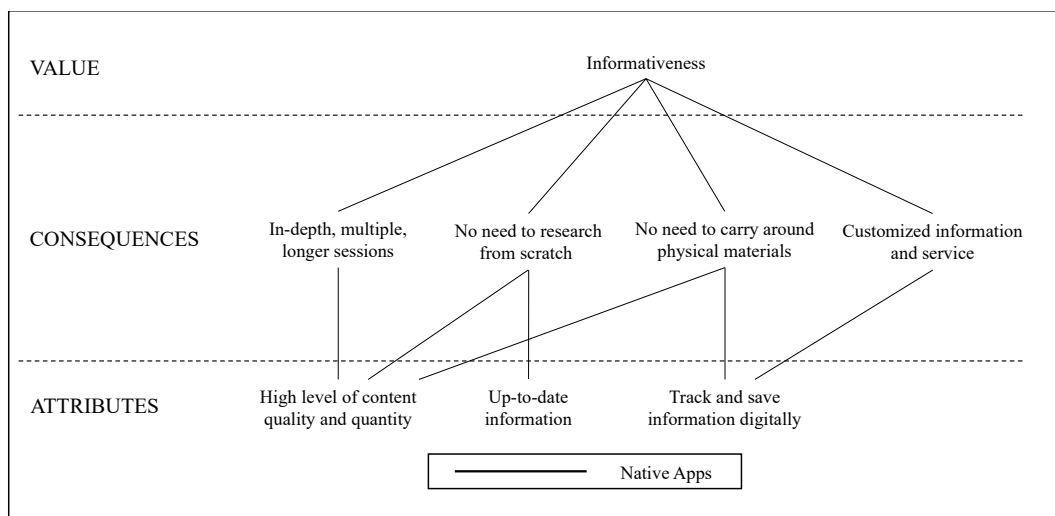 VALUE
Informativeness
CONSEQUENCES
In-depth, multiple,
longer sessions
No need to research
from scratch
No need to carry around
physical materials
Customized information
and service
ATTRIBUTES
High level of content
quality and quantity
Up-to-date
information
Track and save
information digitally
Native Apps